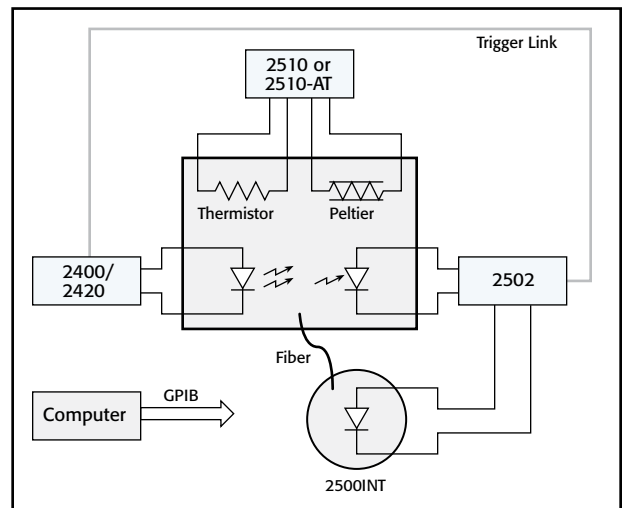 Trigger Link
2510 or
2510-AT
Thermistor
Peltier
2400/
2420
2502
Fiber
GPIB
Computer
2500INT